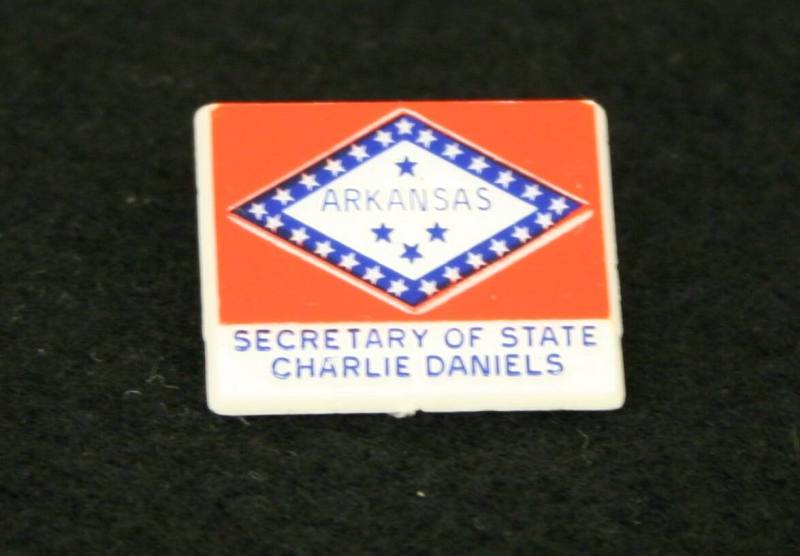 ARKANSAS
SECRETARY OF STATE
CHARLIE DANIELS